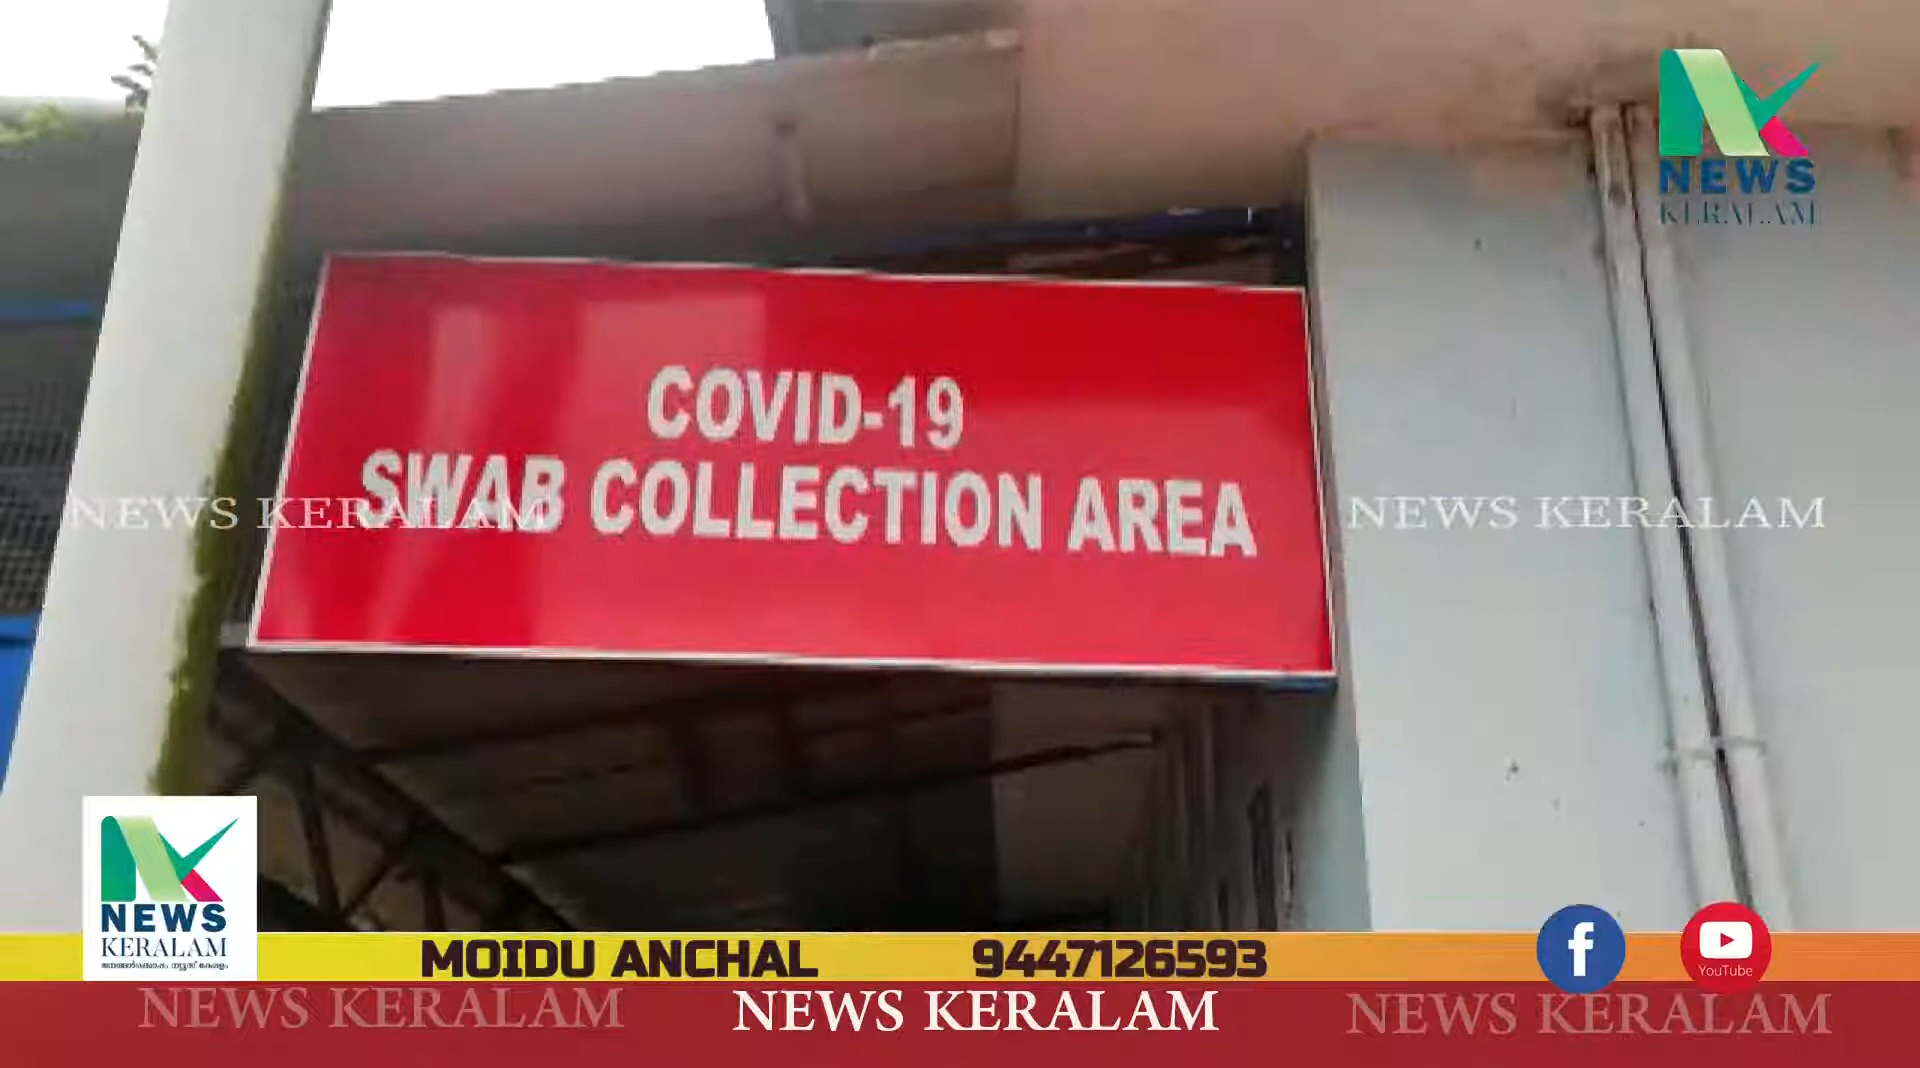 NEWS
KERALAM
COVID-19
SWAB COLLECTION AREA
NEWS KERALAM
NEWS KERALAM
NEWS
KERALAM
MOIDU ANCHAL 9447126593
YouTube
NEWS KERALAM NEWS KERALAM NEWS KERALAM